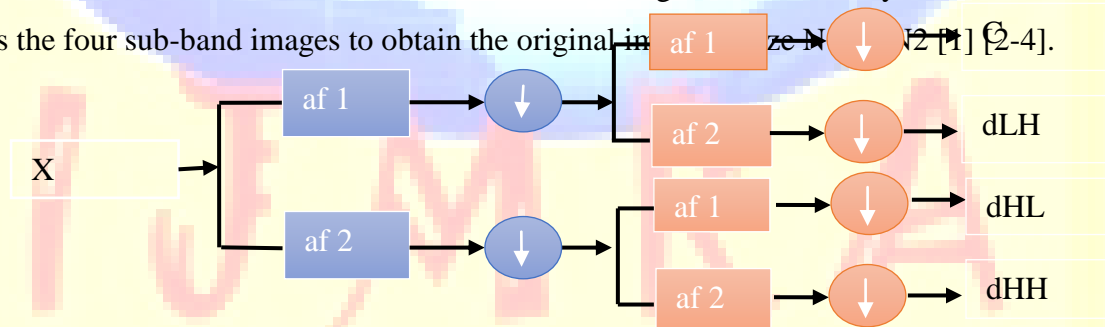 s the four sub-band images to obtain the original im ze N N2 [1] [2-4].
af 1
C
af 1
af 2
dLH
X
af 1
dHL
af 2
af 2
dHH
IJMRA